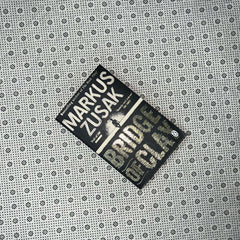 MARKUS
ZUSAK
BRIDGE
OF CLAY